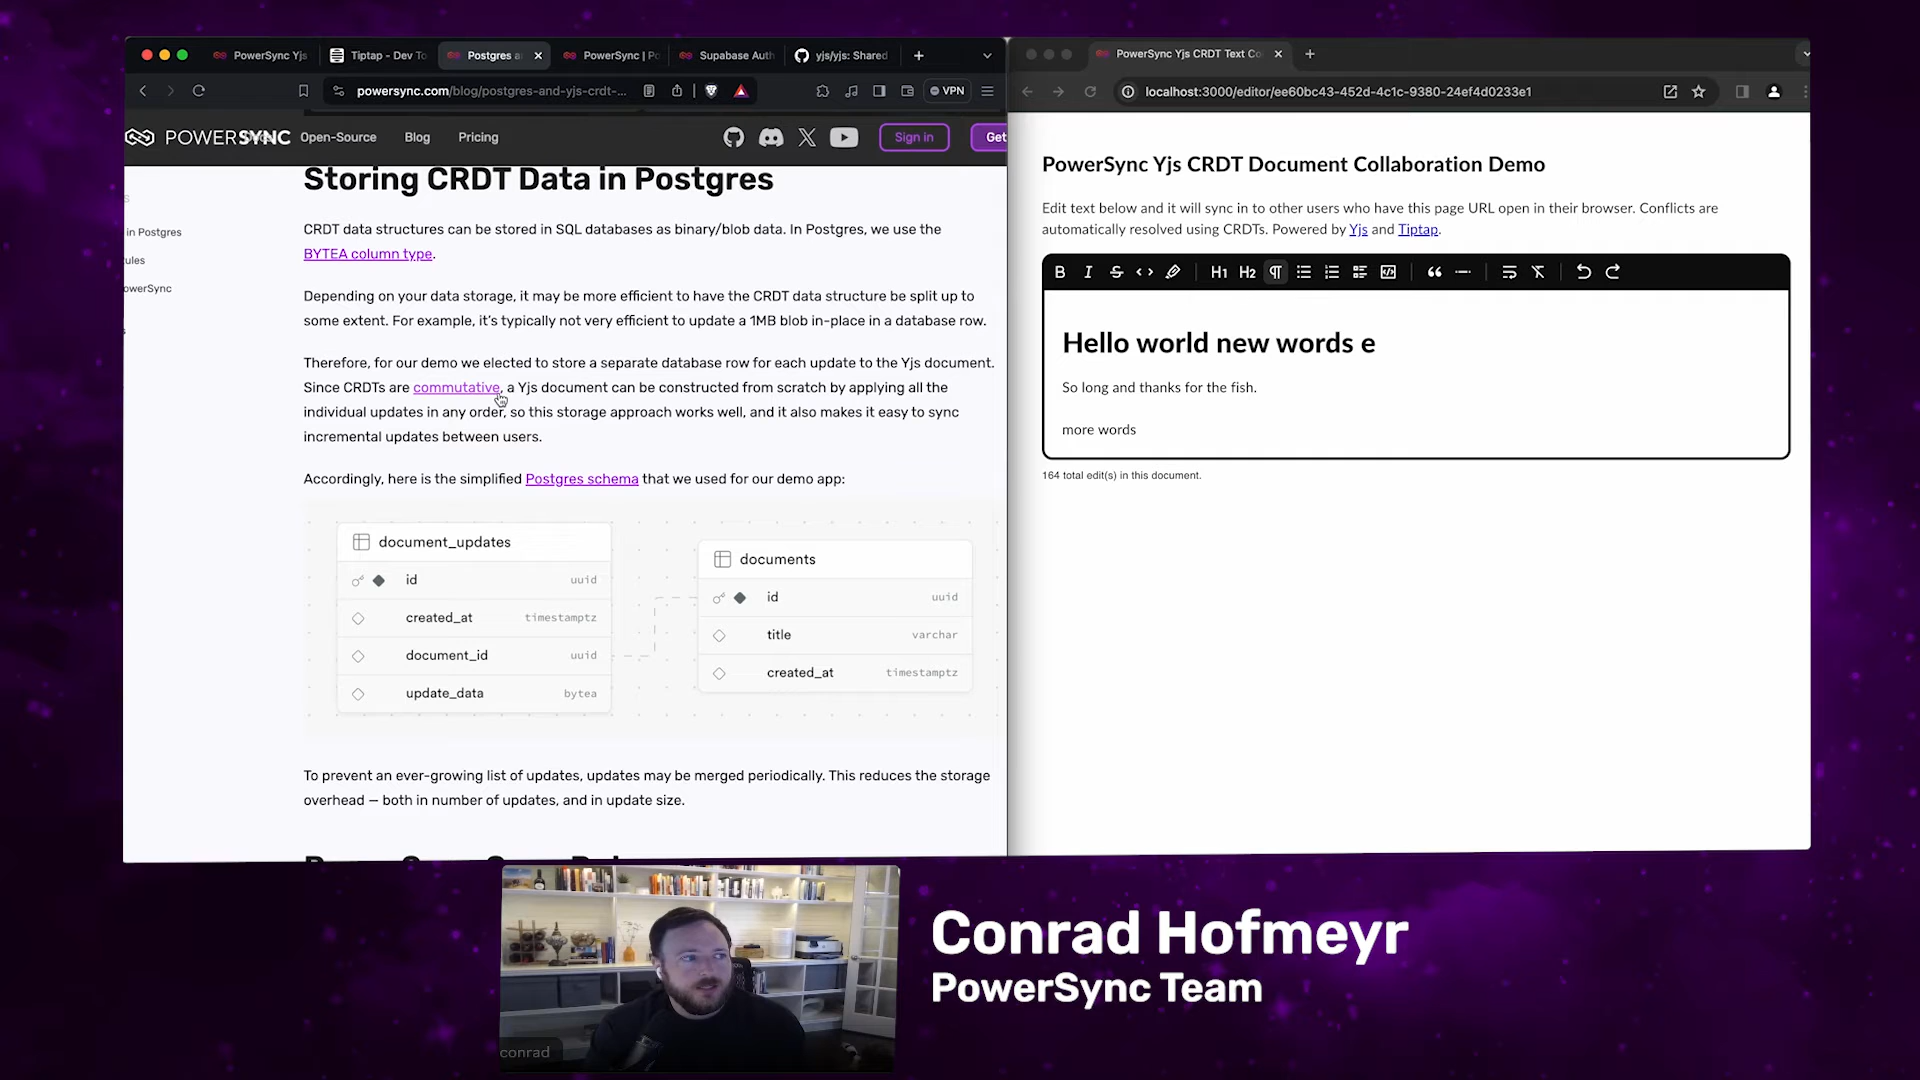 PowerSync Yjs
Tiptap - Dev To
Postgres a
PowerSync | Po
Supabase Auth
yjs/yjs: Shared
powersync.com/blog/postgres-and-yjs-crdt-...
VPN
POWERSYNC
Open-Source
Blog
Pricing
Sign in
Get
in Postgres
ules
owerSync
Storing CRDT Data in Postgres
CRDT data structures can be stored in SQL databases as binary/blob data. In Postgres, we use the
BYTEA column type.
Depending on your data storage, it may be more efficient to have the CRDT data structure be split up to
some extent. For example, it's typically not very efficient to update a 1MB blob in-place in a database row.
Therefore, for our demo we elected to store a separate database row for each update to the Yjs document.
Since CRDTs are commutative, a Yjs document can be constructed from scratch by applying all the
individual updates in any order, so this storage approach works well, and it also makes it easy to sync
incremental updates between users.
Accordingly, here is the simplified Postgres schema that we used for our demo app:
document_updates
id uuid
created_at timestamptz
document_id uuid
update_data bytea
documents
id uuid
title varchar
created_at timestamptz
To prevent an ever-growing list of updates, updates may be merged periodically. This reduces the storage
overhead — both in number of updates, and in update size.
PowerSync Yjs CRDT Text Co
localhost:3000/editor/ee60bc43-452d-4c1c-9380-24ef4d0233e1
PowerSync Yjs CRDT Document Collaboration Demo
Edit text below and it will sync in to other users who have this page URL open in their browser. Conflicts are
automatically resolved using CRDTs. Powered by Yjs and Tiptap.
H1 H2
Hello world new words e
So long and thanks for the fish.
more words
164 total edit(s) in this document.
conrad
Conrad Hofmeyr
PowerSync Team